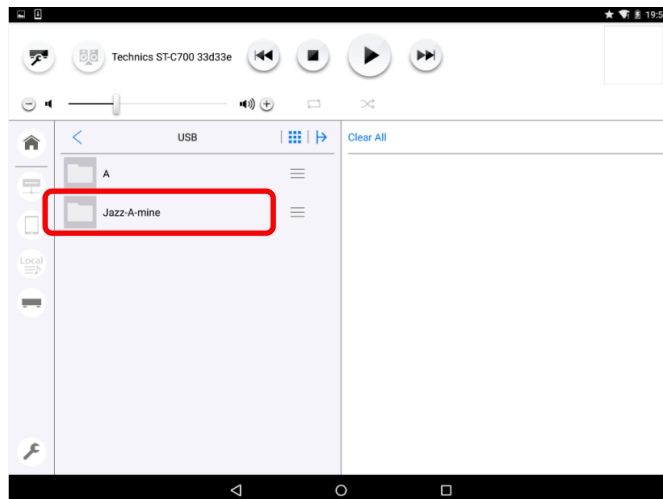 19:5
Technics ST-C700 33d33e
USB
Clear All
A
Jazz-A-mine
Local